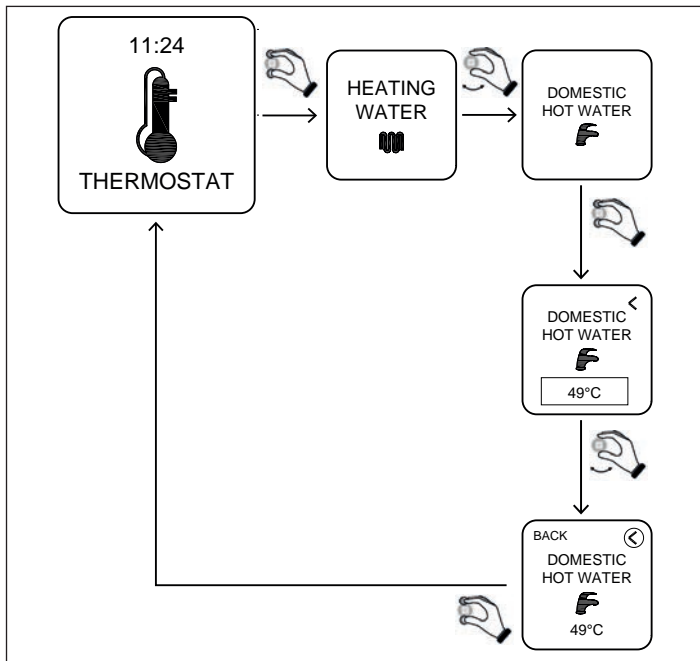 11:24
THERMOSTAT
HEATING
WATER
DOMESTIC
HOT WATER
DOMESTIC
HOT WATER
49°C
BACK
DOMESTIC
HOT WATER
49°C